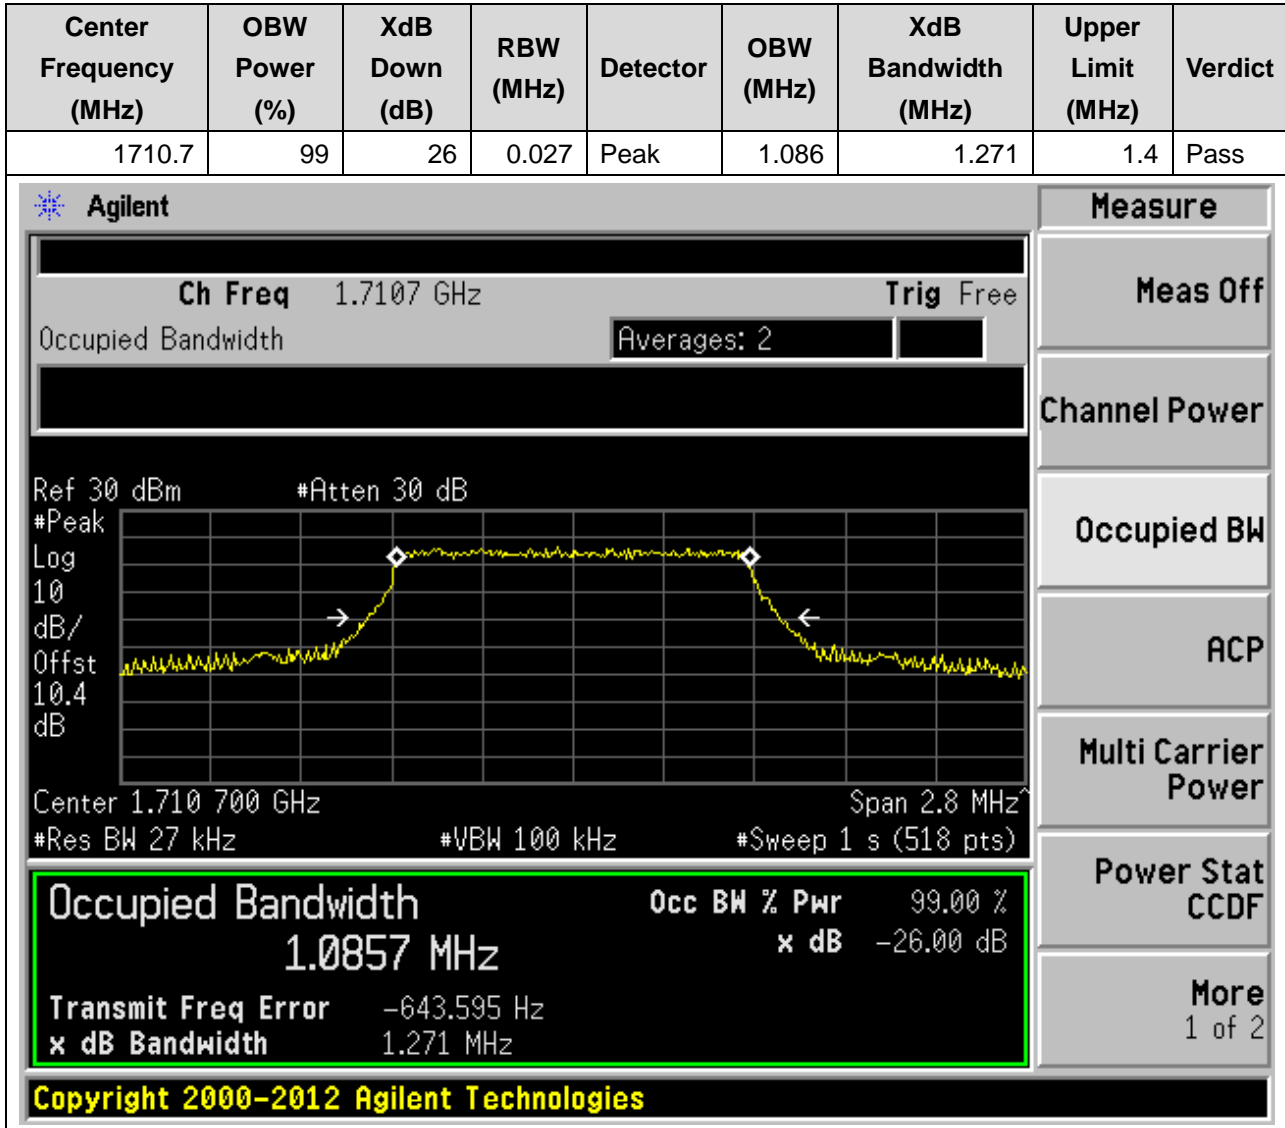 Center Frequency (MHz) OBW Power (%) XdB Down (dB) RBW (MHz) Detector OBW (MHz) XdB Bandwidth (MHz) Upper Limit (MHz) Verdict
1710.7 99 26 0.027 Peak 1.086 1.271 1.4 Pass
Agilent
Measure
Ch Freq 1.7107 GHz Trig Free
Occupied Bandwidth Averages: 2
Meas Off
Channel Power
Occupied BW
ACP
Multi Carrier
Power
Power Stat
CCDF
More
1 of 2
Ref 30 dBm #Atten 30 dB
#Peak
Log
10
dB/
Offst
10.4
dB
Center 1.710 700 GHz Span 2.8 MHz^
#Res BW 27 kHz #VBW 100 kHz #Sweep 1 s (518 pts)
Occupied Bandwidth Occ BW % Pwr 99.00 %
1.0857 MHz x dB -26.00 dB
Transmit Freq Error -643.595 Hz
x dB Bandwidth 1.271 MHz
Copyright 2000-2012 Agilent Technologies